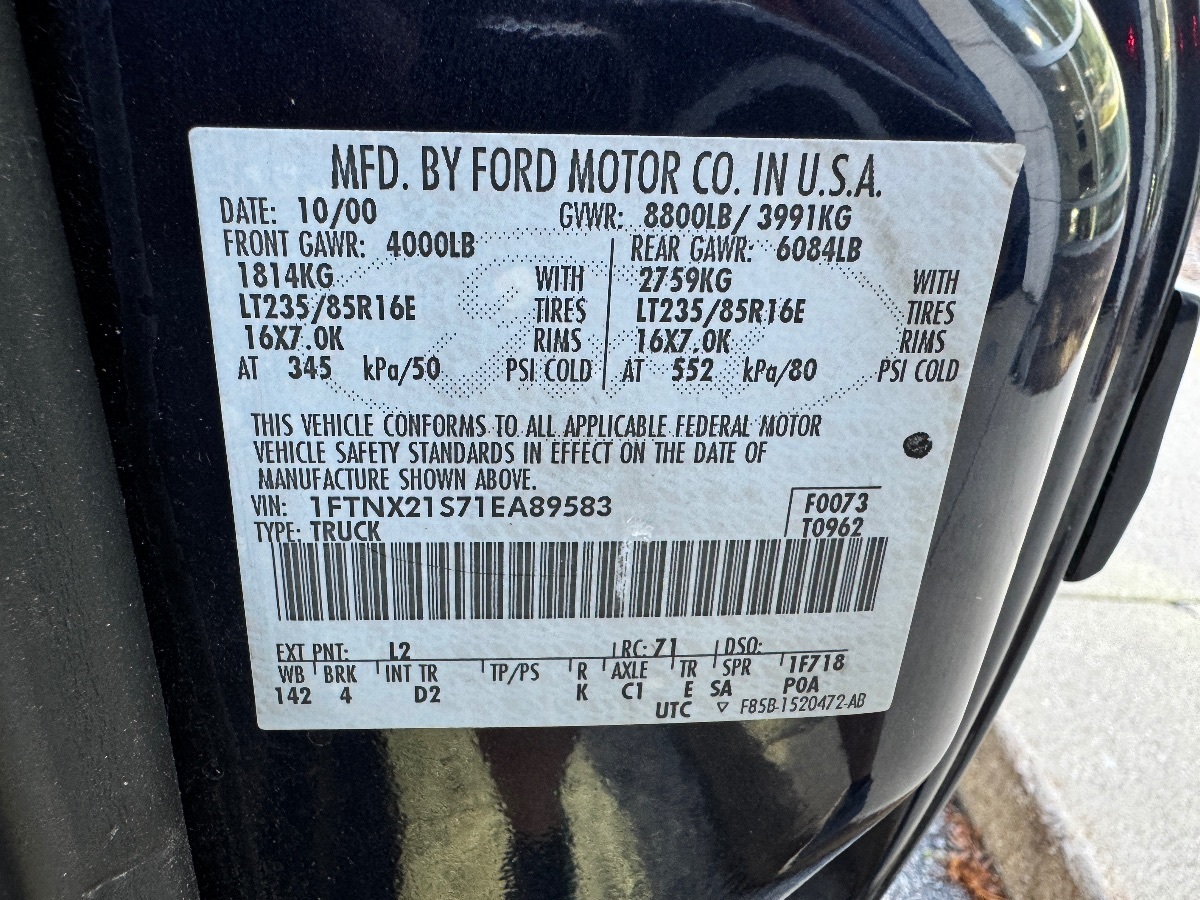 MFD. BY FORD MOTOR CO. IN U.S.A.
DATE: 10/00 GVWR: 8800LB/ 3991KG
FRONT GAWR: 4000LB REAR GAWR: 6084LB
1814KG WITH 2759KG WITH
LT235/85R16E TIRES LT235/85R16E TIRES
16X7.0K RIMS 16X7.0K RIMS
AT 345 kPa/50 PSI COLD AT 552 kPa/80 PSI COLD
THIS VEHICLE CONFORMS TO ALL APPLICABLE FEDERAL MOTOR
VEHICLE SAFETY STANDARDS IN EFFECT ON THE DATE OF
MANUFACTURE SHOWN ABOVE.
VIN: 1FTNX21S71EA89583 F0073
TYPE: TRUCK T0962
EXT PNT: L2 RC: 71 DSO:
WB BRK INT TR TP/PS R AXLE TR SPR 1F718
142 4 D2 K C1 E SA P0A
UTC ▽ F85B-1520472-AB